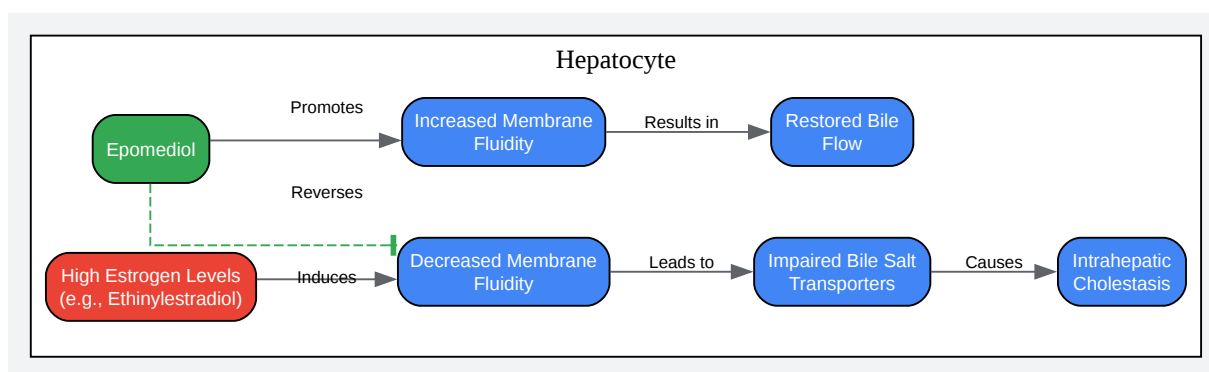 Hepatocyte
Promotes
Epomediol
Increased Membrane
Fluidity
Results in
Restored Bile
Flow
Reverses
High Estrogen Levels
(e.g., Ethinylestradiol)
Induces
Decreased Membrane
Fluidity
Leads to
Impaired Bile Salt
Transporters
Causes
Intrahepatic
Cholestasis